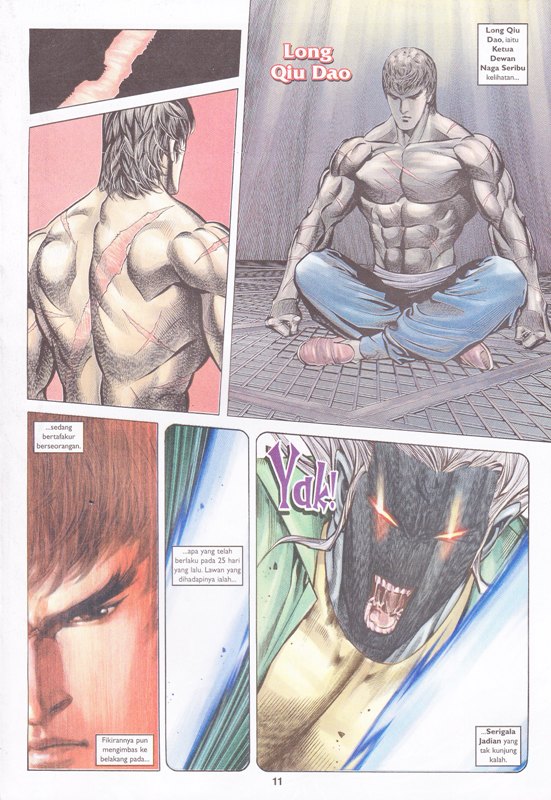 Long
Qiu Dao
Long Qiu
Dao, iaitu
Ketua
Dewan
Naga Seribu
kelihatan...
...sedang
bertafakur
berseorangan.
Fikirannya pun
mengimbas ke
belakang pada...
...apa yang telah
berlaku pada 25 hari
yang lalu. Lawan yang
dihadapinya ialah...
Yak!
...Serigala
Jadian yang
tak kunjung
kalah.
11